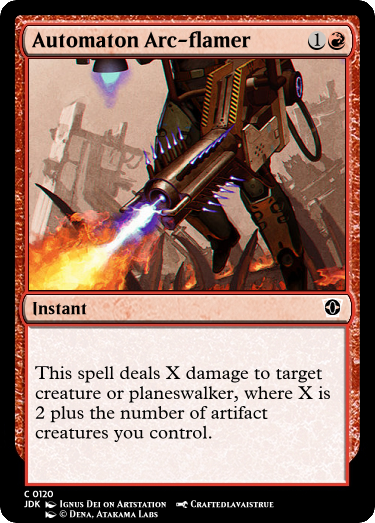 Automaton Arc-flamer 1
Instant
This spell deals X damage to target
creature or planeswalker, where X is
2 plus the number of artifact
creatures you control.
C 0120
JDK Ignus Dei on Artstation Craftedlavaistrue
© Dena, Atakama Labs